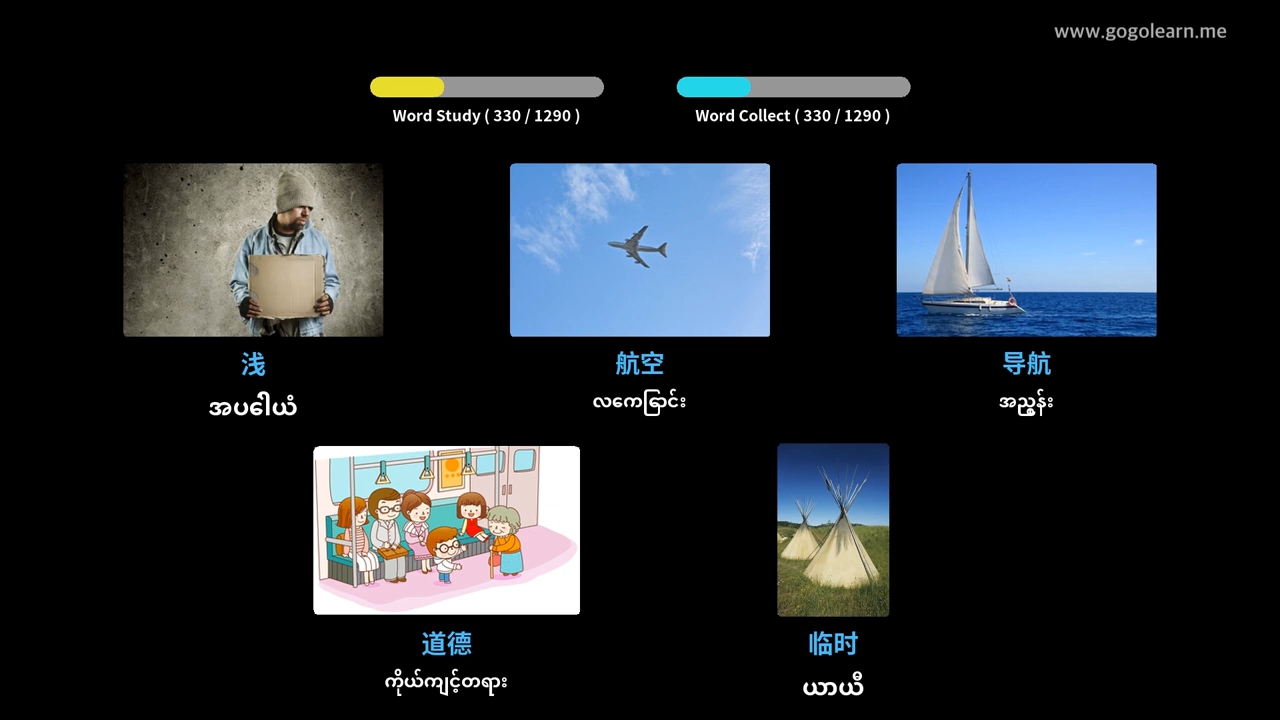 www.gogolearn.me
Word Study ( 330 / 1290 )
Word Collect ( 330 / 1290 )
浅
航空
导航
အပေါ်ယံ
လကြောင်း
အညွှန်း
道德
临时
ကိုယ်ကျင့်တရား
ယာယီ